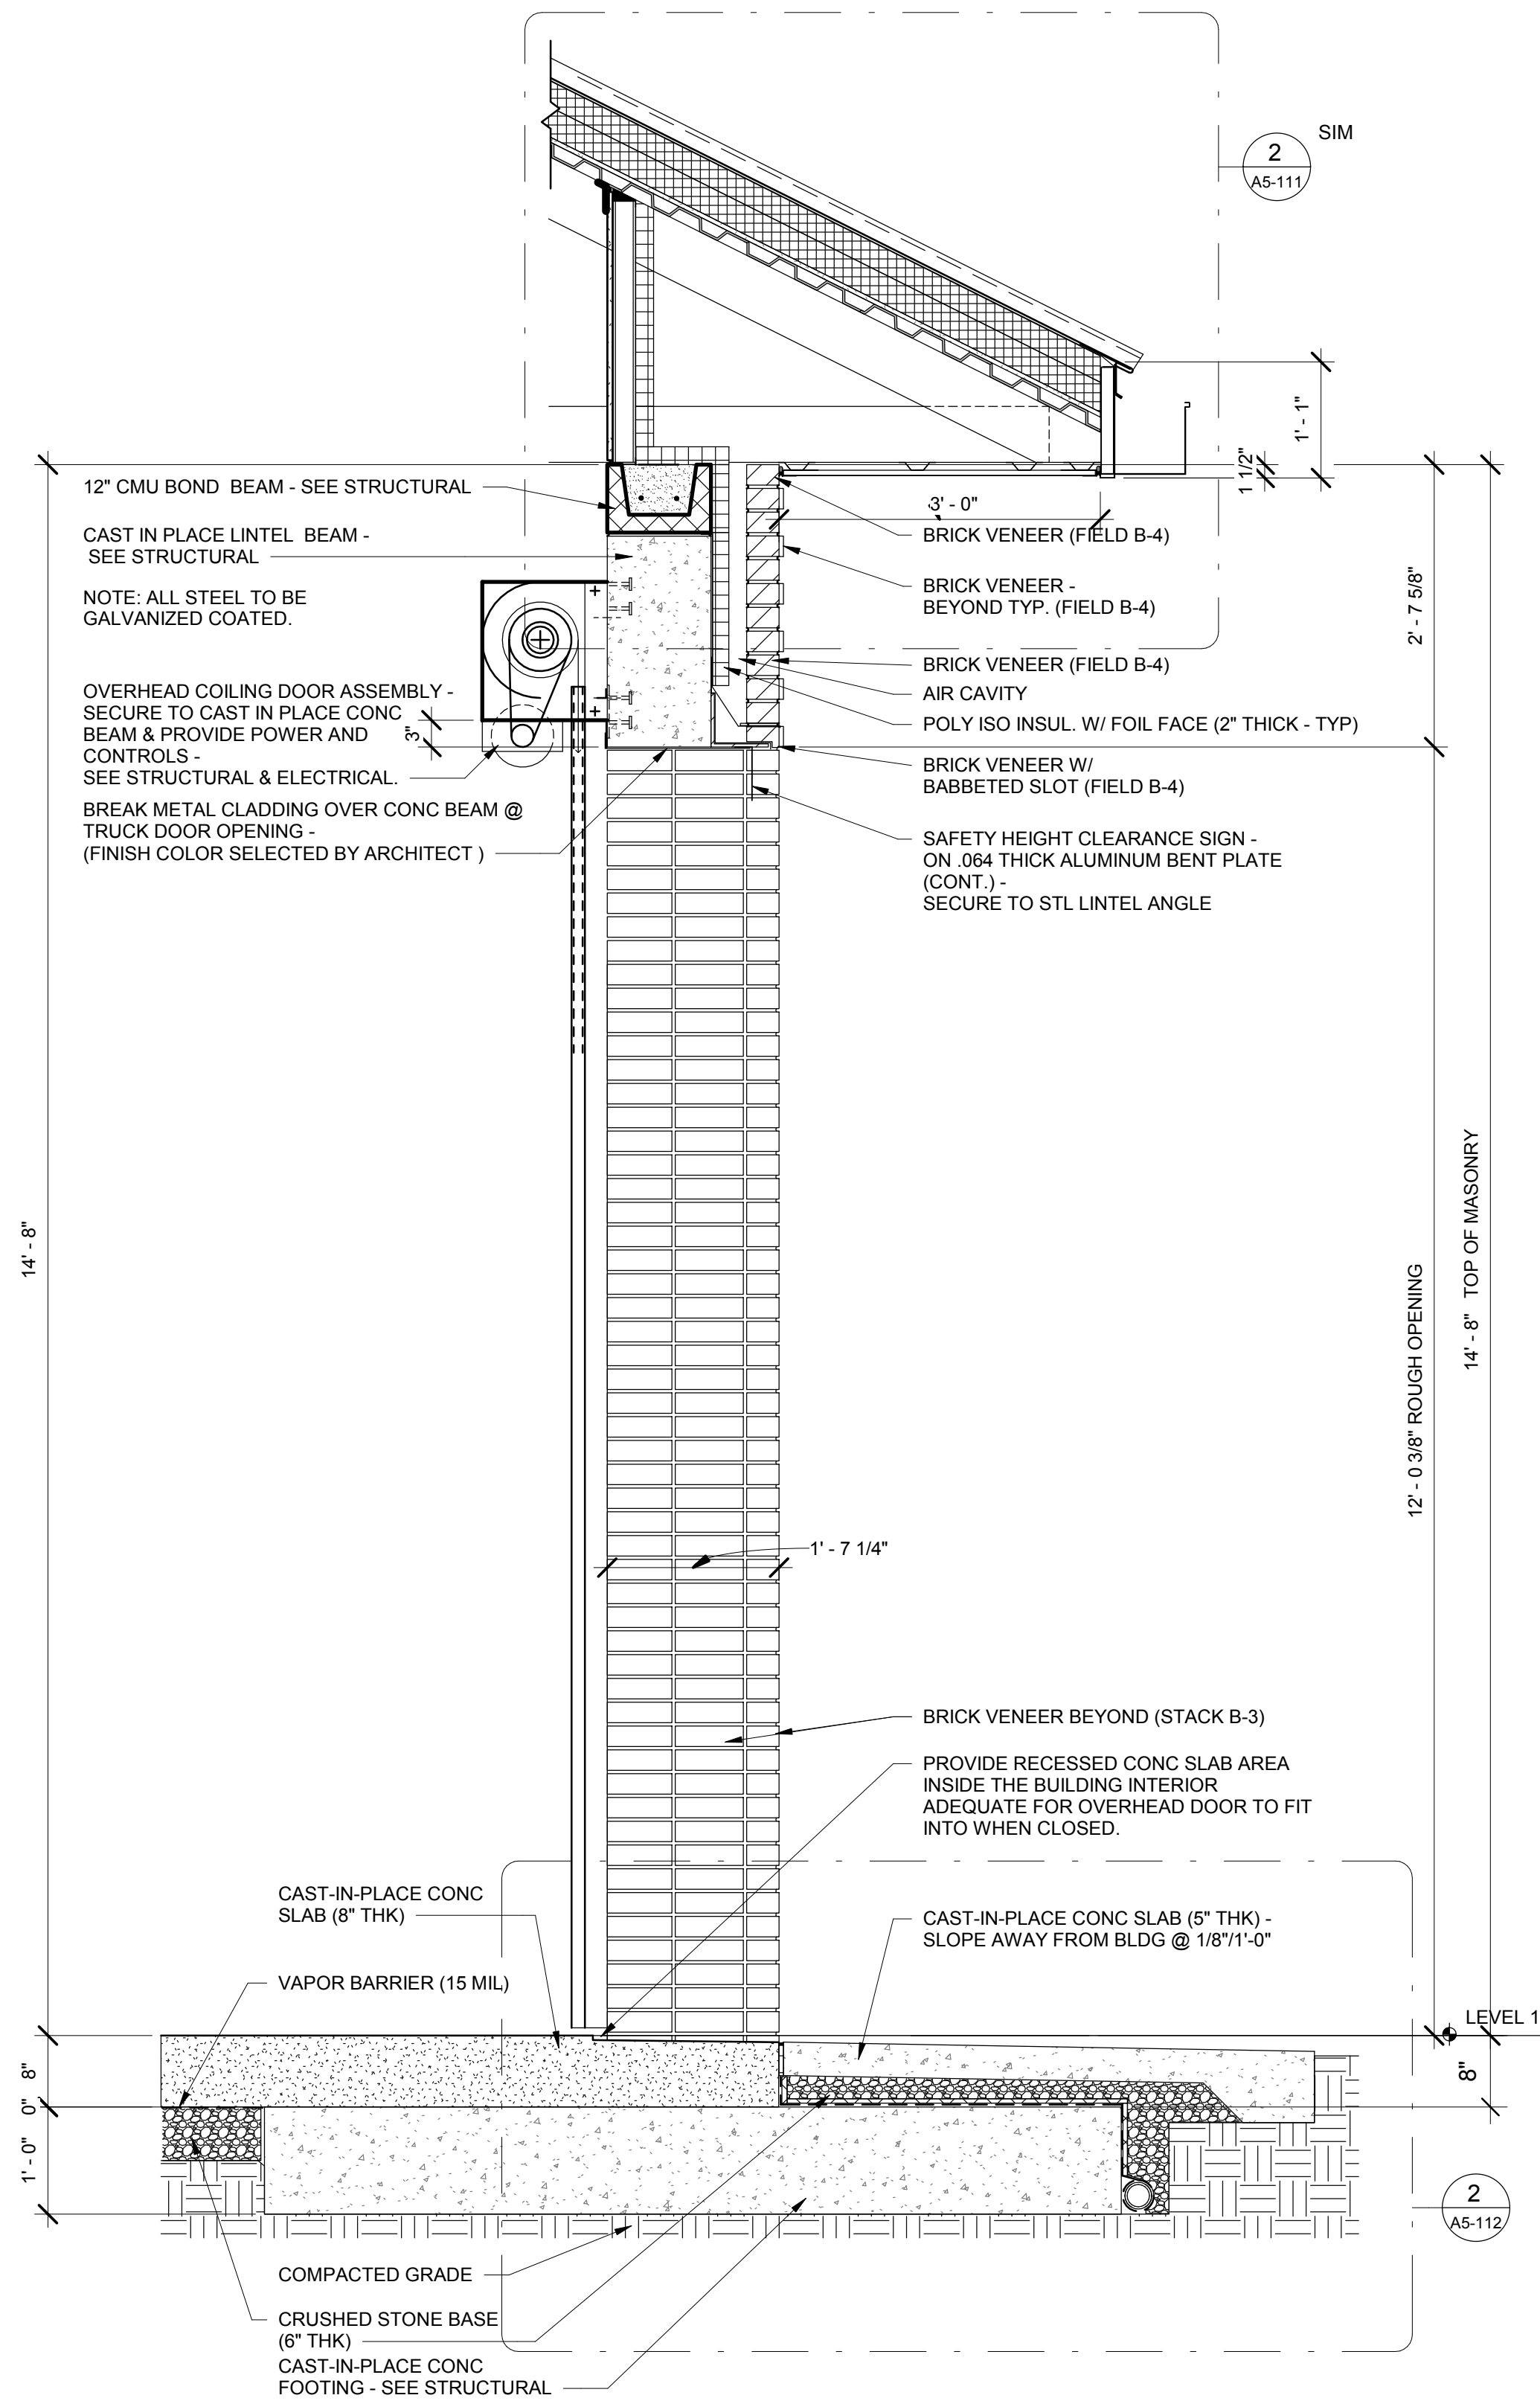 SIM
2
A5-111
1' - 1"
1 1/2"
3' - 0"
12" CMU BOND  BEAM - SEE STRUCTURAL
CAST IN PLACE LINTEL  BEAM -
SEE STRUCTURAL
NOTE: ALL STEEL TO BE
GALVANIZED COATED.
OVERHEAD COILING DOOR ASSEMBLY -
SECURE TO CAST IN PLACE CONC
BEAM & PROVIDE POWER AND
CONTROLS -
SEE STRUCTURAL & ELECTRICAL.
3"
BREAK METAL CLADDING OVER CONC BEAM @
TRUCK DOOR OPENING -
(FINISH COLOR SELECTED BY ARCHITECT )
BRICK VENEER (FIELD B-4)
BRICK VENEER -
BEYOND TYP. (FIELD B-4)
BRICK VENEER (FIELD B-4)
AIR CAVITY
POLY ISO INSUL. W/ FOIL FACE (2" THICK - TYP)
BRICK VENEER W/
BABBETED SLOT (FIELD B-4)
SAFETY HEIGHT CLEARANCE SIGN -
ON .064 THICK ALUMINUM BENT PLATE
(CONT.) -
SECURE TO STL LINTEL ANGLE
2' - 7 5/8"
14' - 8"
12' - 0 3/8" ROUGH OPENING
14' - 8"  TOP OF MASONRY
1' - 7 1/4"
BRICK VENEER BEYOND (STACK B-3)
PROVIDE RECESSED CONC SLAB AREA
INSIDE THE BUILDING INTERIOR
ADEQUATE FOR OVERHEAD DOOR TO FIT
INTO WHEN CLOSED.
CAST-IN-PLACE CONC
SLAB (8" THK)
VAPOR BARRIER (15 MIL)
CAST-IN-PLACE CONC SLAB (5" THK) -
SLOPE AWAY FROM BLDG @ 1/8"/1'-0"
LEVEL 1
8"
8"
0"
1' - 0"
2
A5-112
COMPACTED GRADE
CRUSHED STONE BASE
(6" THK)
CAST-IN-PLACE CONC
FOOTING - SEE STRUCTURAL